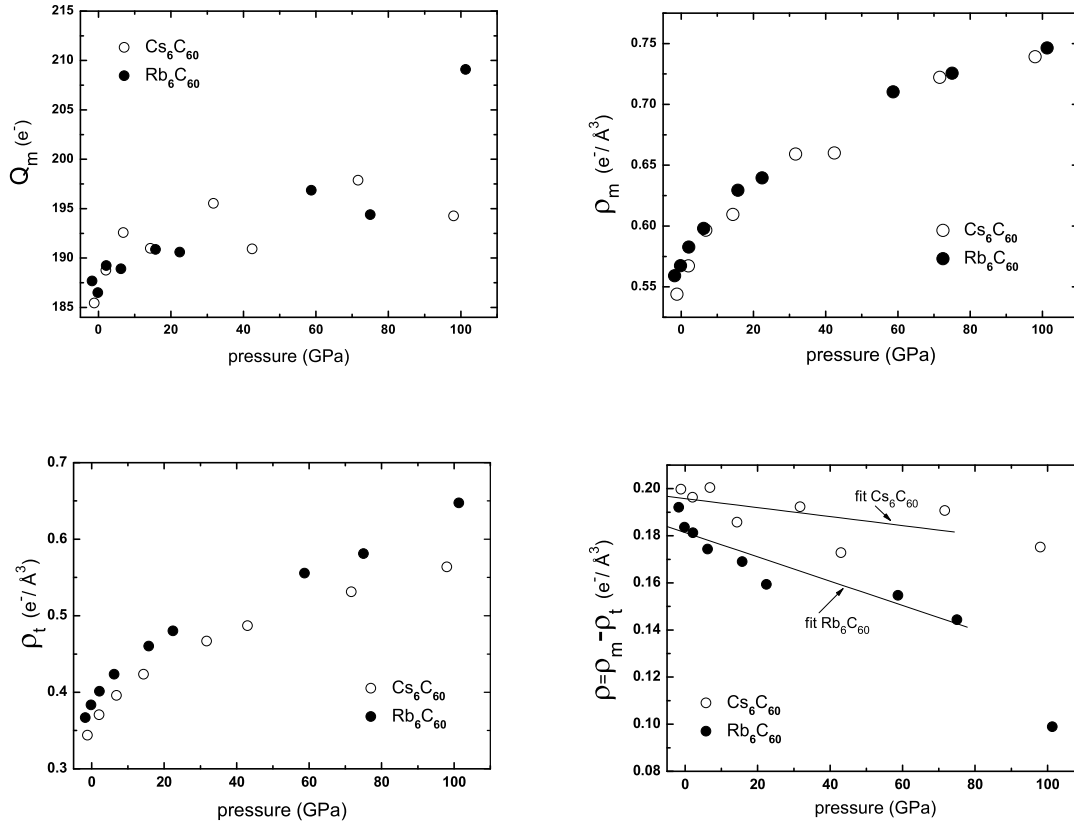 210
205
200
195
190
185
0 20 40 60 80 100
Q_m (e⁻)
pressure (GPa)
Cs₆C₆₀
Rb₆C₆₀
0.75
0.65
0.60
0.55
0 20 40 60 80 100
ρ_m (e⁻/ Å³)
pressure (GPa)
Cs₆C₆₀
Rb₆C₆₀
0.7
0.6
0.5
0.4
0.3
0 20 40 60 80 100
ρ_t (e⁻/ Å³)
pressure (GPa)
Cs₆C₆₀
Rb₆C₆₀
0.20
0.18
0.16
0.14
0.12
0.10
0.08
0 20 40 60 80 100
ρ=ρ_m-ρ_t (e⁻/ Å³)
pressure (GPa)
fit Cs₆C₆₀
fit Rb₆C₆₀
Cs₆C₆₀
Rb₆C₆₀